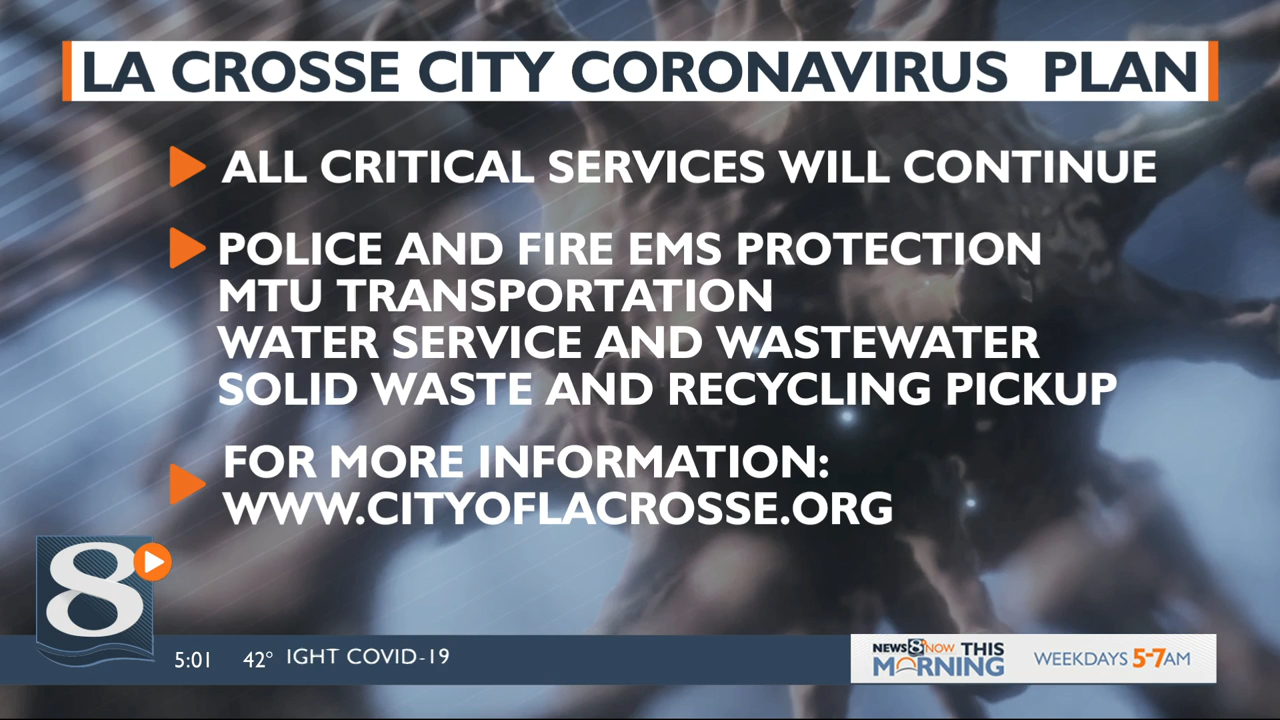 LA CROSSE CITY CORONAVIRUS PLAN
ALL CRITICAL SERVICES WILL CONTINUE
POLICE AND FIRE EMS PROTECTION
MTU TRANSPORTATION
WATER SERVICE AND WASTEWATER
SOLID WASTE AND RECYCLING PICKUP
FOR MORE INFORMATION:
WWW.CITYOFLACROSSE.ORG
8
5:01 42° IGHT COVID-19
NEWS 8 NOW THIS
MORNING
WEEKDAYS 5-7AM